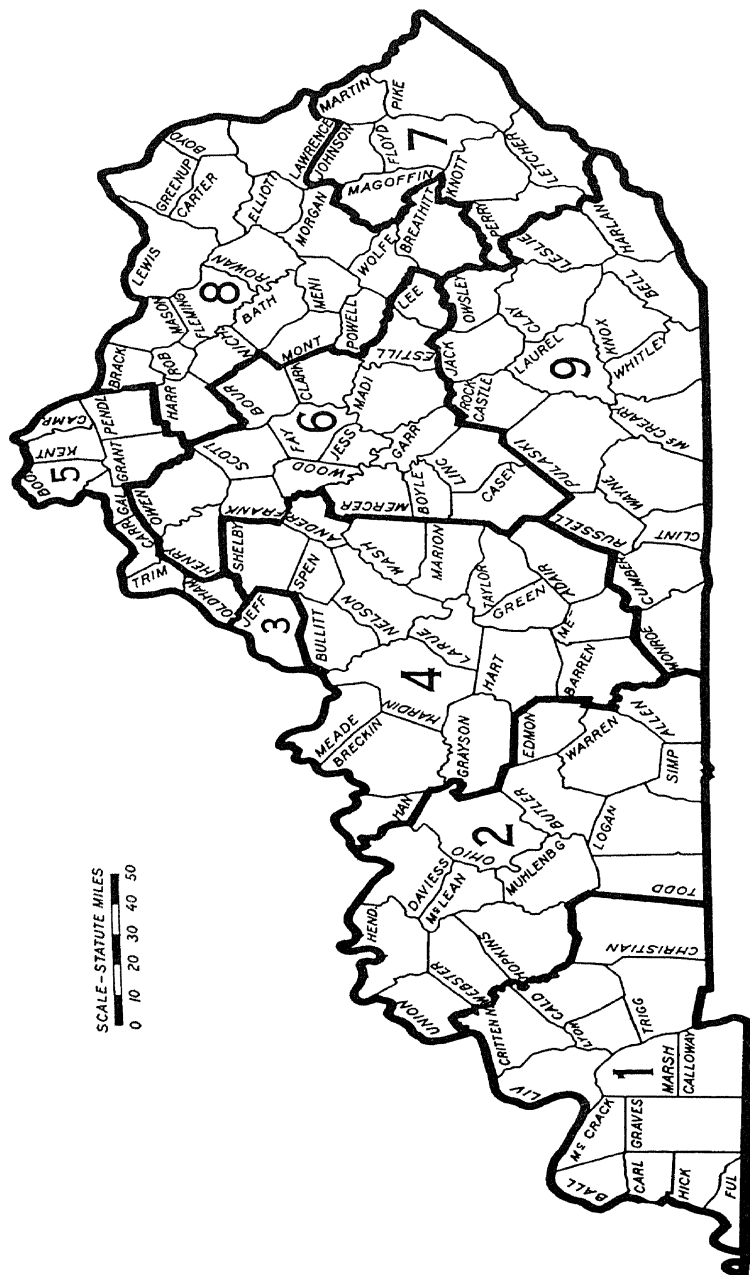 SCALE—STATUTE MILES
0 10 20 30 40 50
BALL
CARL
HICK
FUL
Mc CRACK
GRAVES
MARSH
CALLOWAY
1
LIV
CRITTEN'N
LYON
CALD
TRIGG
CHRISTIAN
UNION
WEBSTER
HOPKINS
HEND.
DAVIESS
McLEAN
OHIO
2
MUHLENB'G
TODD
LOGAN
BUTLER
WARREN
SIMP
ALLEN
EDMON
HAN
BRECKIN
MEADE
GRAYSON
HARDIN
4
HART
LARUE
NELSON
BARREN
ME
GREEN
TAYLOR
ADAIR
MARION
WASH
BULLITT
SPEN
SHELBY
ANDER
JEFF
3
OLDHAM
TRIM
CARR
GAL
HENRY
OWEN
BOO
KENT
CAMP
5
GRANT
PENDL
FRANK
SCOTT
BOUR
FAY
6
CLARK
WOOD
JESS
MADI
MERCER
GARR
BOYLE
LINC
CASEY
ESTILL
LEE
HARR
ROB
NICH
BRACK
MASON
FLEMING
8
LEWIS
ROWAN
BATH
MONT
MENI
POWELL
WOLFE
BREATHITT
MORGAN
ELLIOTT
CARTER
GREENUP
BOYD
LAWRENCE
JOHNSON
MARTIN
MAGOFFIN
FLOYD
7
PIKE
KNOTT
LETCHER
PERRY
MONROE
CUMBER
CLINT
RUSSELL
WAYNE
PULASKI
McCREARY
ROCK
CASTLE
JACK
OWSLEY
LAUREL
CLAY
9
WHITLEY
KNOX
BELL
LESLIE
HARLAN